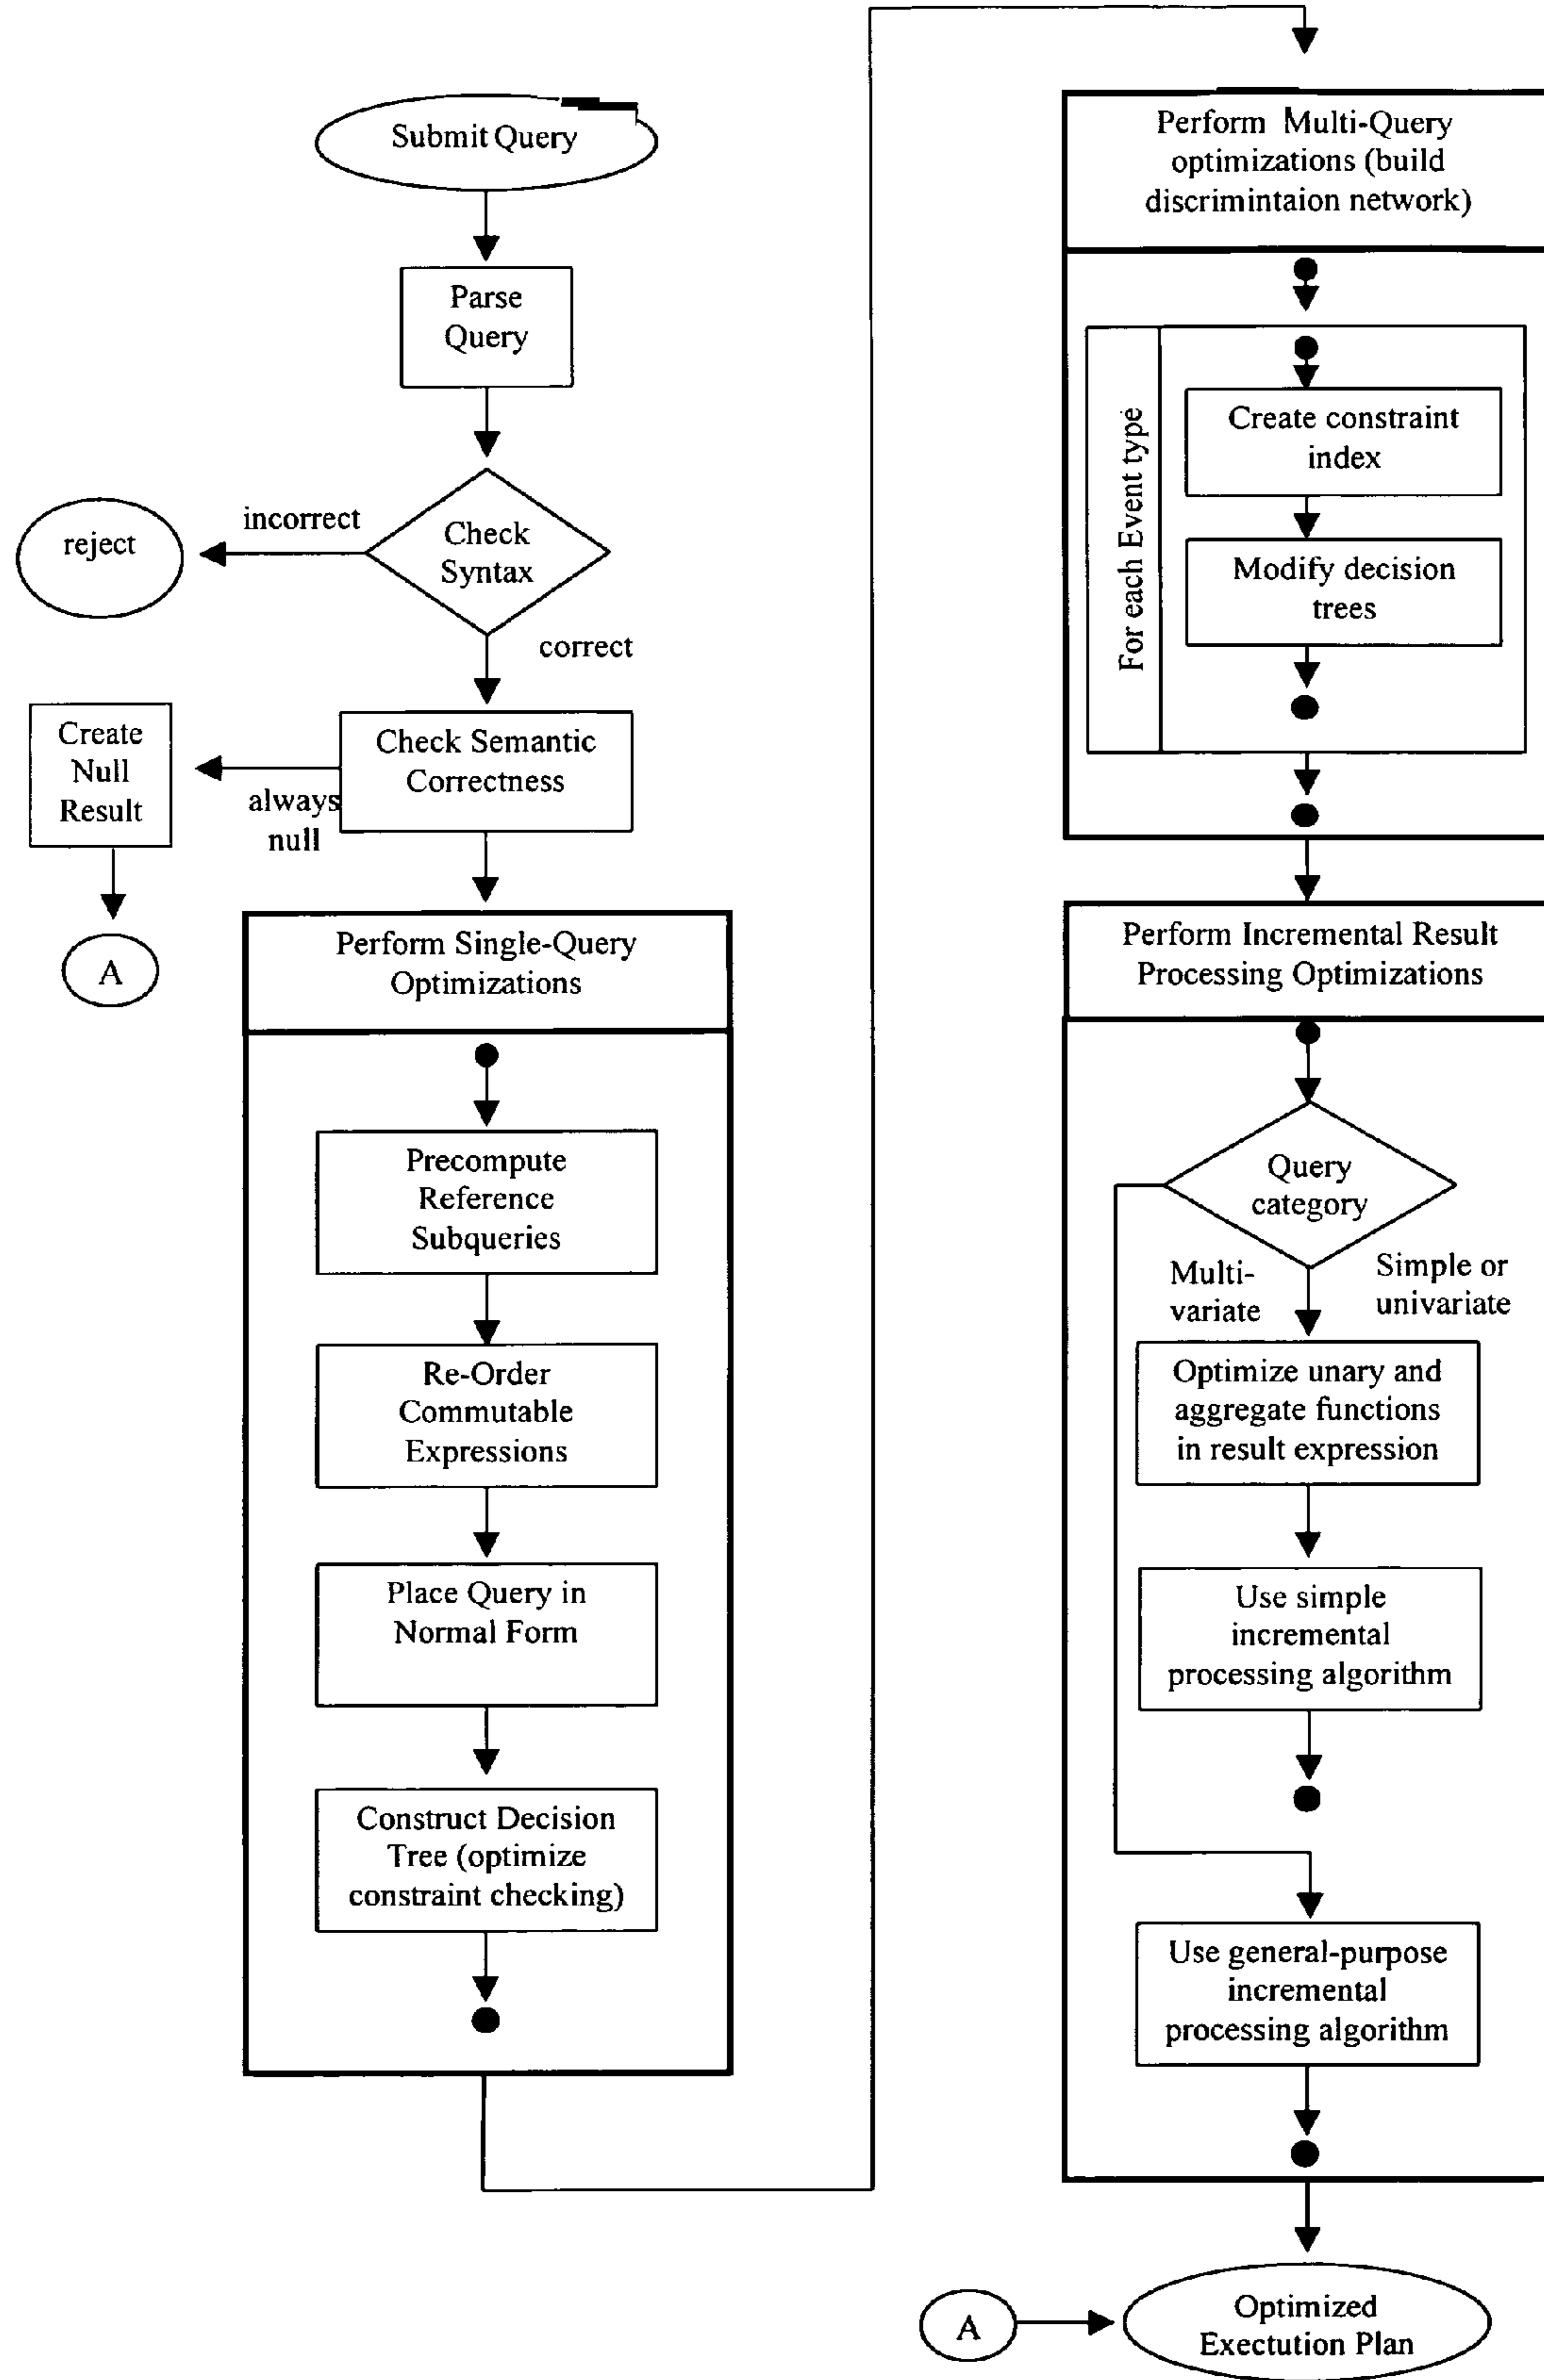 Submit Query
Parse
Query
Check
Syntax
incorrect
reject
correct
Check Semantic
Correctness
always
null
Create
Null
Result
A
Perform Single-Query
Optimizations
Precompute
Reference
Subqueries
Re-Order
Commutable
Expressions
Place Query in
Normal Form
Construct Decision
Tree (optimize
constraint checking)
Perform Multi-Query
optimizations (build
discrimintaion network)
For each Event type
Create constraint
index
Modify decision
trees
Perform Incremental Result
Processing Optimizations
Query
category
Multi-
variate
Simple or
univariate
Optimize unary and
aggregate functions
in result expression
Use simple
incremental
processing algorithm
Use general-purpose
incremental
processing algorithm
A
Optimized
Exectution Plan